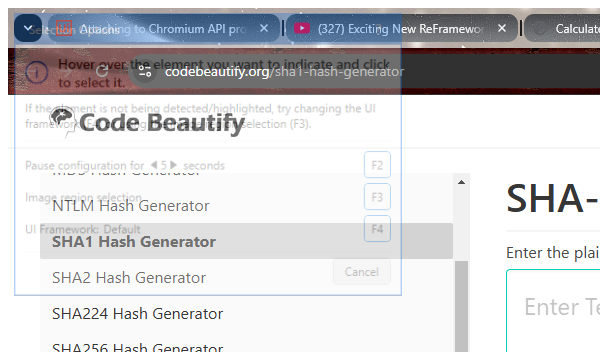 Selection Options
Attaching to Chromium API pro
(327) Exciting New ReFramewor
Calculate
Hover over the element you want to indicate and click
to select it.
codebeautify.org/sha1-hash-generator
If the element is not being detected/highlighted, try changing the UI
framework (F4) or using the image region selection (F3).
Code Beautify
Pause configuration for 5 seconds
F2
MD5 Hash Generator
Image region selection
F3
NTLM Hash Generator
UI Framework: Default
F4
SHA1 Hash Generator
SHA2 Hash Generator
Cancel
SHA224 Hash Generator
SHA256 Hash Generator
SHA-
Enter the plai
Enter Te